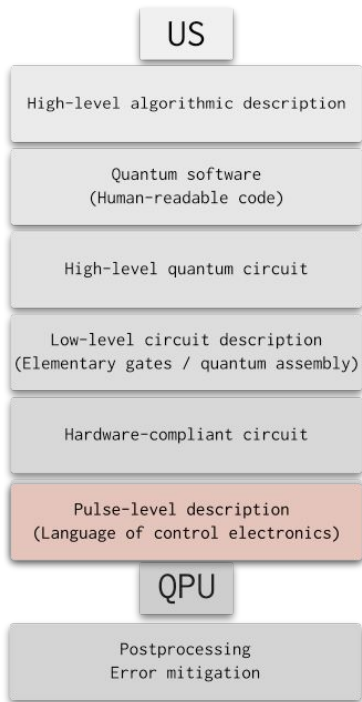 US
High-level algorithmic description
Quantum software
(Human-readable code)
High-level quantum circuit
Low-level circuit description
(Elementary gates / quantum assembly)
Hardware-compliant circuit
Pulse-level description
(Language of control electronics)
QPU
Postprocessing
Error mitigation